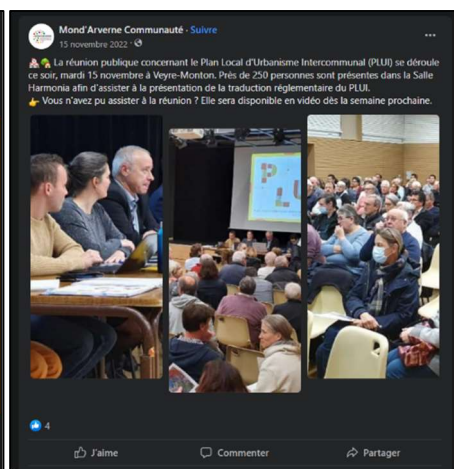 Mond'Arverne Communauté · Suivre
15 novembre 2022 ·
La réunion publique concernant le Plan Local d'Urbanisme Intercommunal (PLUI) se déroule
ce soir, mardi 15 novembre à Veyre-Monton. Près de 250 personnes sont présentes dans la Salle
Harmonia afin d'assister à la présentation de la traduction réglementaire du PLUI.
Vous n'avez pu assister à la réunion ? Elle sera disponible en vidéo dès la semaine prochaine.
PLU
4
J'aime
Commenter
Partager